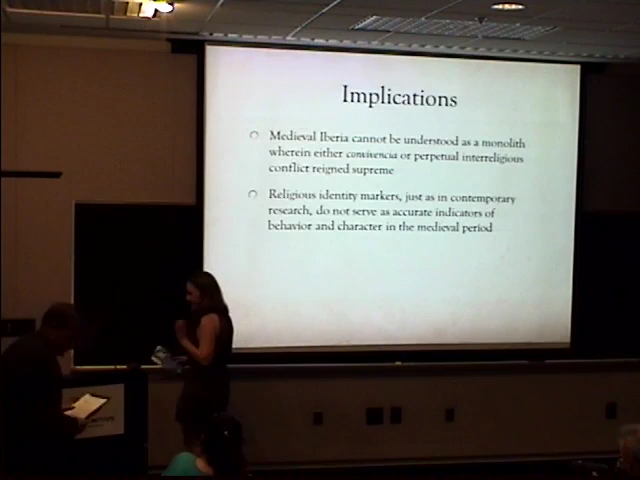 Implications
Medieval Iberia cannot be understood as a monolith
wherein either convivencia or perpetual interreligious
conflict reigned supreme
Religious identity markers, just as in contemporary
research, do not serve as accurate indicators of
behavior and character in the medieval period